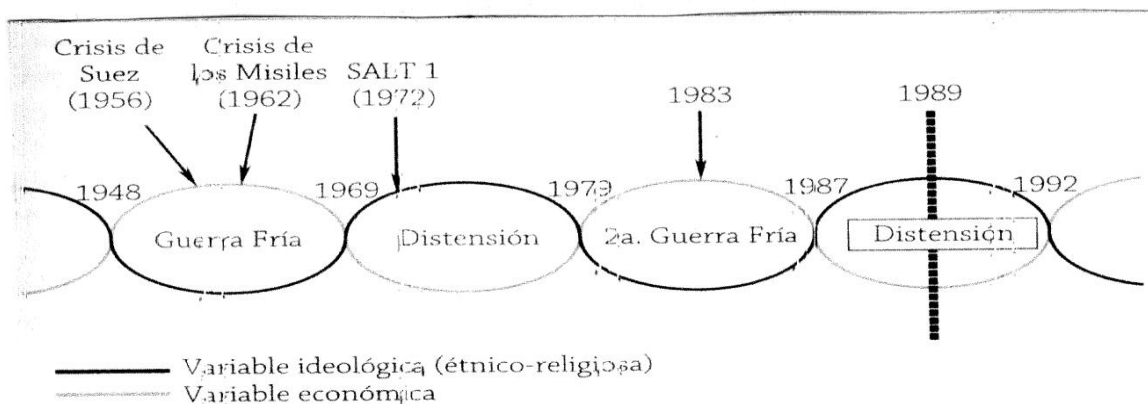 Crisis de
Suez
(1956)
Crisis de
los Misiles
(1962)
SALT 1
(1972)
1983
1989
1948
1969
1979
1987
1992
Guerra Fría
Distensión
2a. Guerra Fría
Distensión
Variable ideológica (étnico-religiosa)
Variable económica